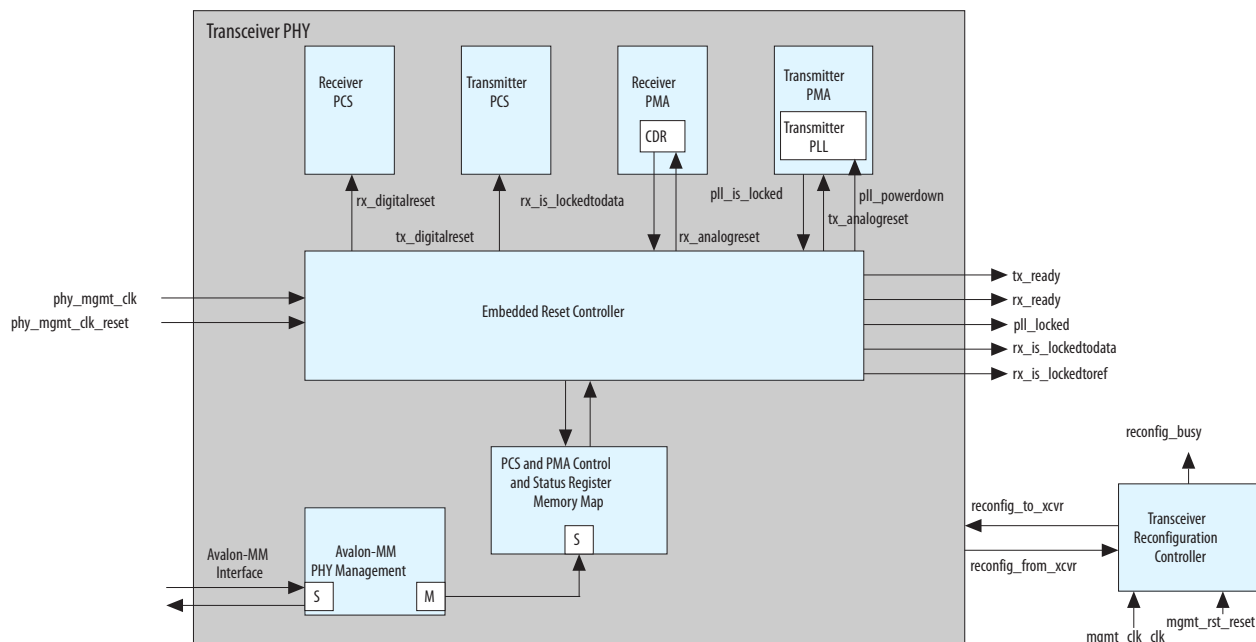 Transceiver PHY
Receiver
PCS
Transmitter
PCS
Receiver
PMA
CDR
Transmitter
PMA
Transmitter
PLL
rx_digitalreset
tx_digitalreset
rx_is_lockedtodata
rx_analogreset
pll_is_locked
pll_powerdown
tx_analogreset
phy_mgmt_clk
phy_mgmt_clk_reset
Embedded Reset Controller
tx_ready
rx_ready
pll_locked
rx_is_lockedtodata
rx_is_lockedtoref
PCS and PMA Control
and Status Register
Memory Map
S
Avalon-MM
Interface
Avalon-MM
PHY Management
S
M
reconfig_busy
reconfig_to_xcvr
reconfig_from_xcvr
Transceiver
Reconfiguration
Controller
mgmt_clk_clk
mgmt_rst_reset